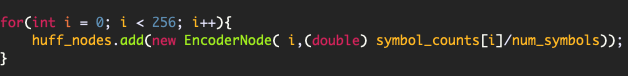 for(int i = 0; i < 256; i++){
    huff_nodes.add(new EncoderNode( i,(double) symbol_counts[i]/num_symbols));
}